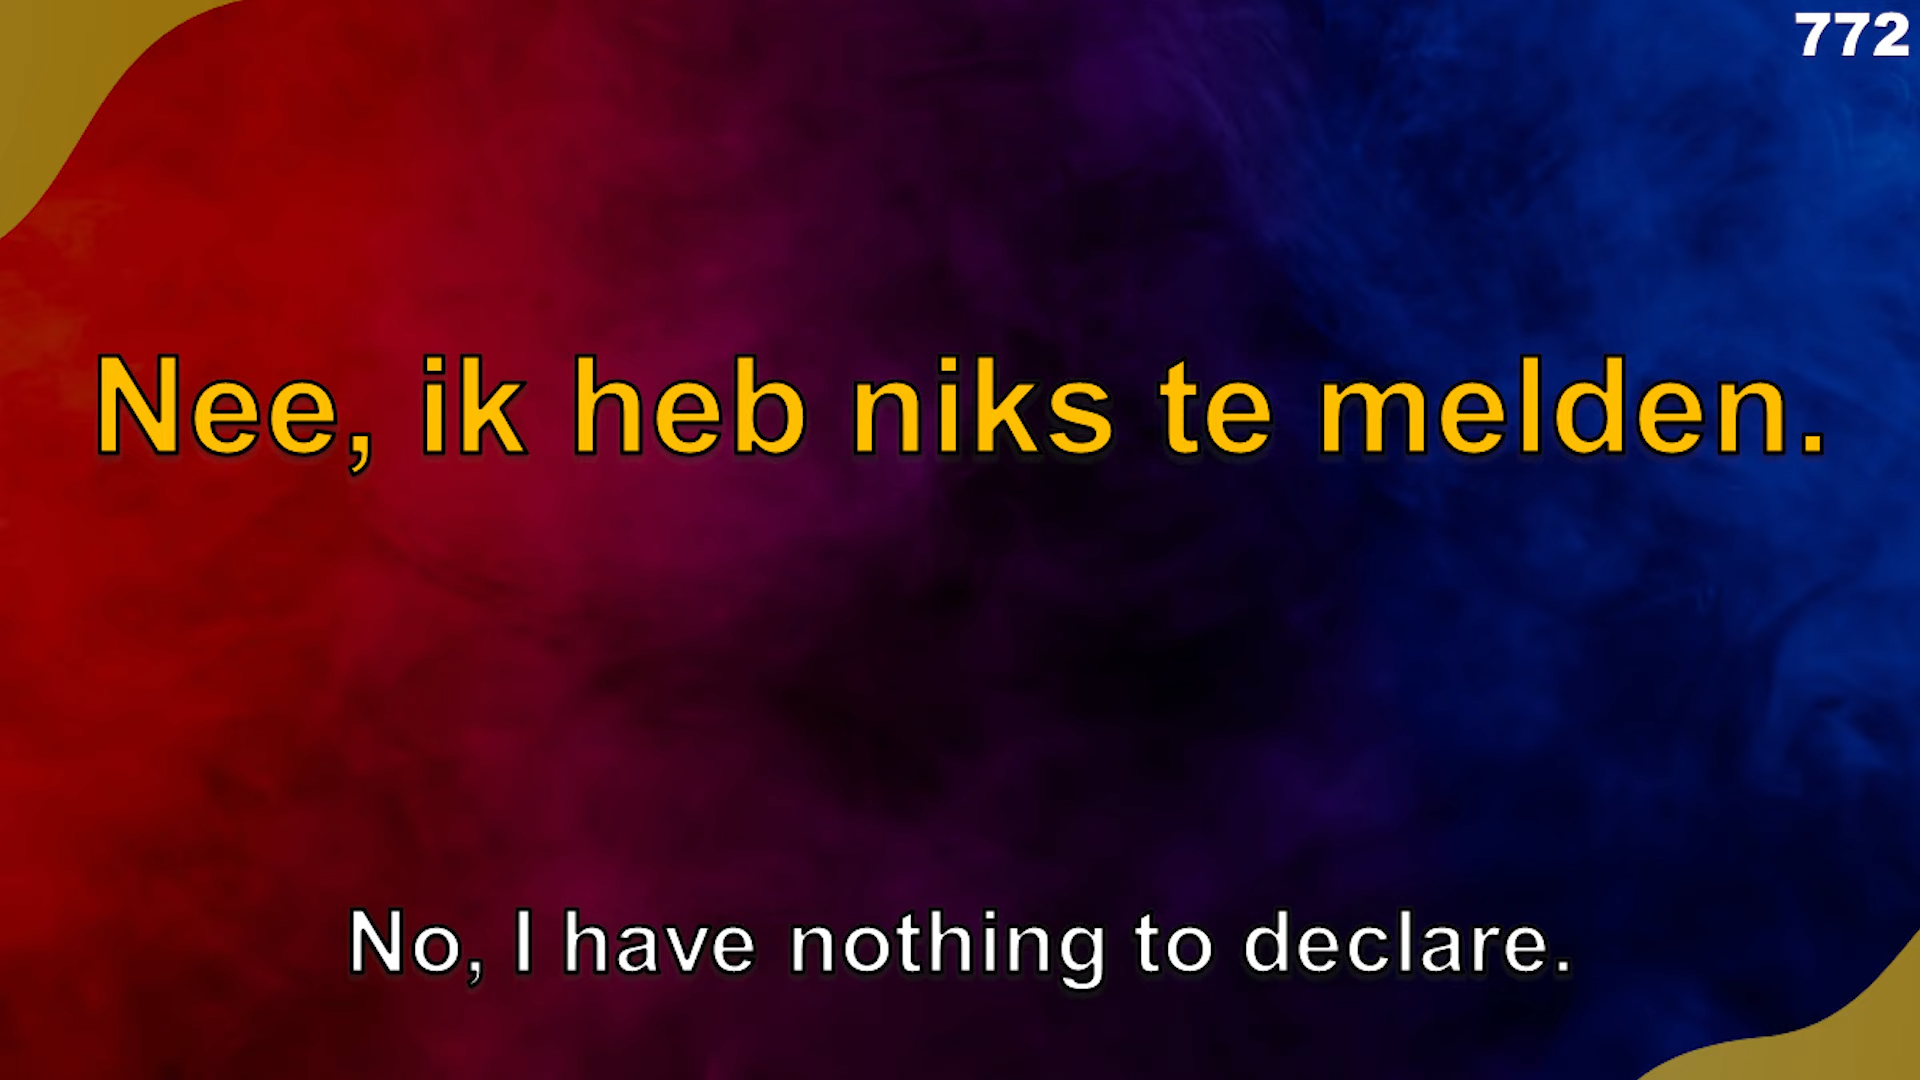 772
Nee, ik heb niks te melden.
No, I have nothing to declare.